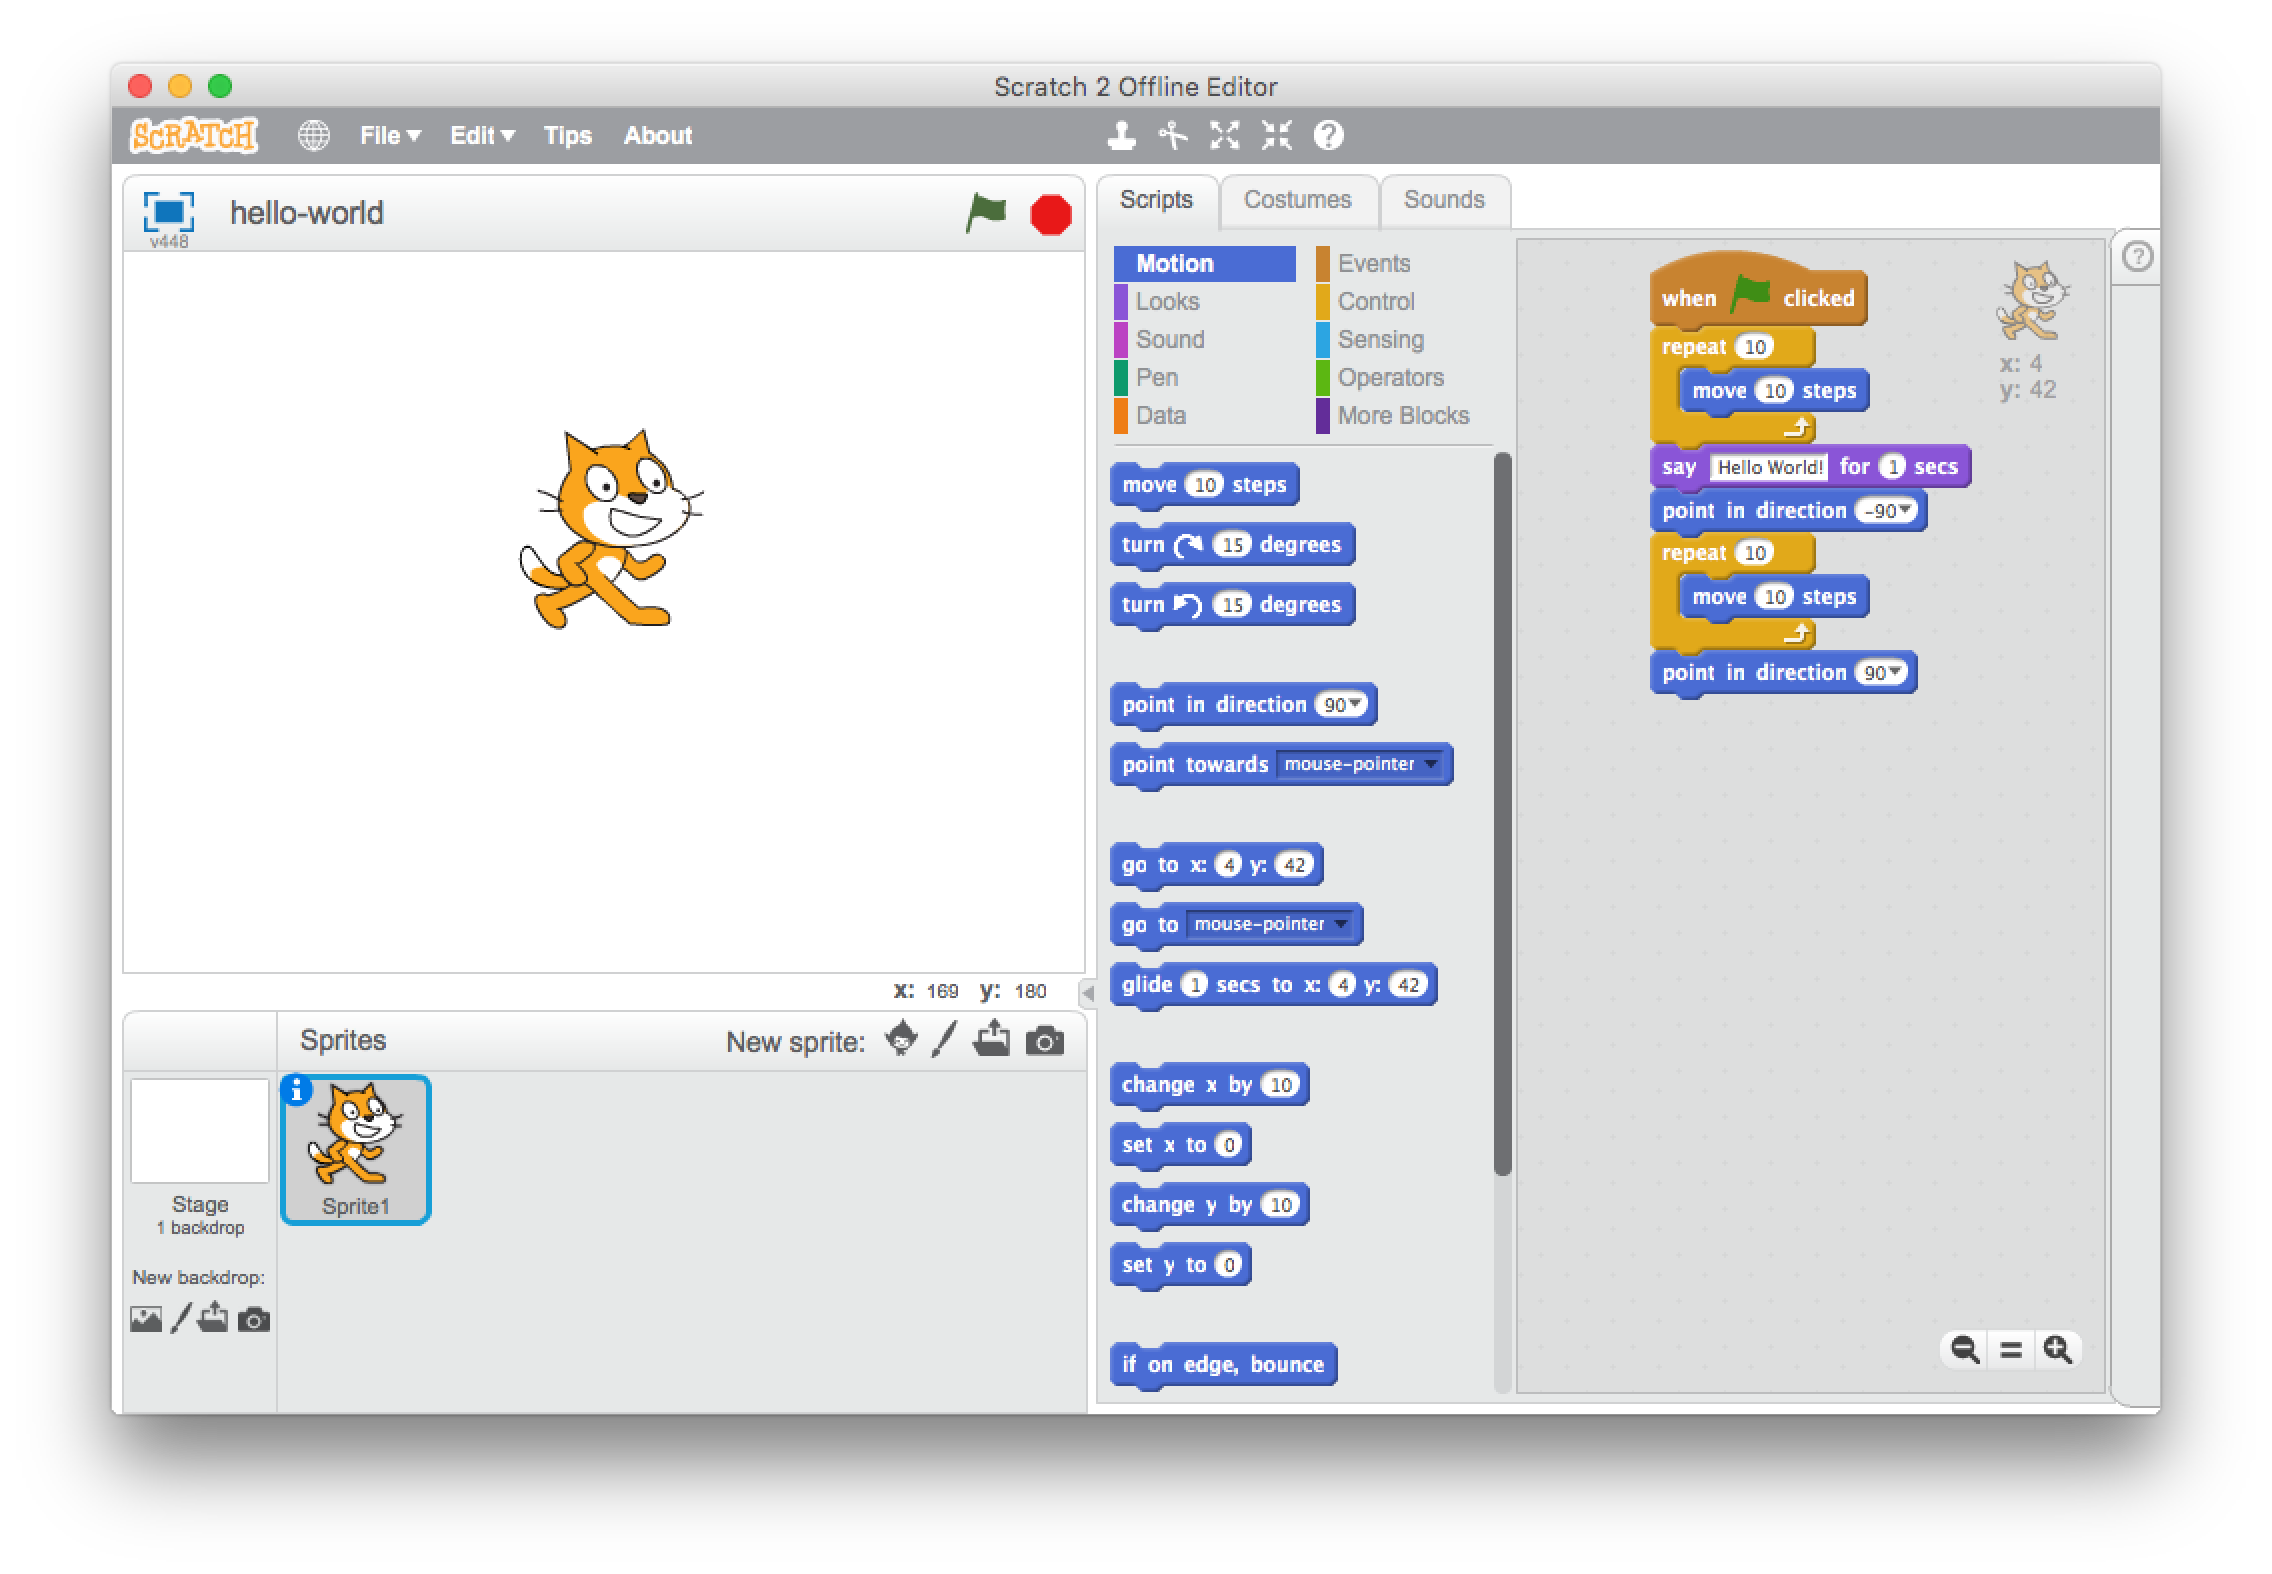 Scratch 2 Offline Editor
SCRATCH File Edit Tips About
v448 hello-world
x: 169 y: 180
Sprites New sprite:
Sprite1
Stage
1 backdrop
New backdrop:
Scripts Costumes Sounds
Motion Events
Looks Control
Sound Sensing
Pen Operators
Data More Blocks
move 10 steps
turn 15 degrees
turn 15 degrees
point in direction 90
point towards mouse-pointer
go to x: 4 y: 42
go to mouse-pointer
glide 1 secs to x: 4 y: 42
change x by 10
set x to 0
change y by 10
set y to 0
if on edge, bounce
when clicked
repeat 10
move 10 steps
say Hello World! for 1 secs
point in direction -90
repeat 10
move 10 steps
point in direction 90
x: 4
y: 42